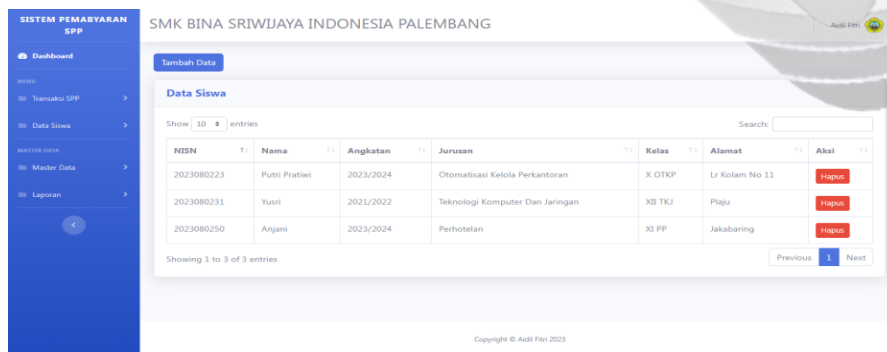 SISTEM PEMABYARAN
SPP
Dashboard
MENU
Transaksi SPP
Data Siswa
MASTER DATA
Master Data
Laporan
SMK BINA SRIWIJAYA INDONESIA PALEMBANG
Aidil Fitri
Tambah Data
Data Siswa
Show 10 entries
Search:
NISN Nama Angkatan Jurusan Kelas Alamat Aksi
2023080223 Putri Pratiwi 2023/2024 Otomatisasi Kelola Perkantoran X OTKP Lr Kolam No 11 Hapus
2023080231 Yusri 2021/2022 Teknologi Komputer Dan Jaringan XII TKJ Plaju Hapus
2023080250 Anjani 2023/2024 Perhotelan XI PP Jakabaring Hapus
Showing 1 to 3 of 3 entries
Previous 1 Next
Copyright © Aidil Fitri 2023